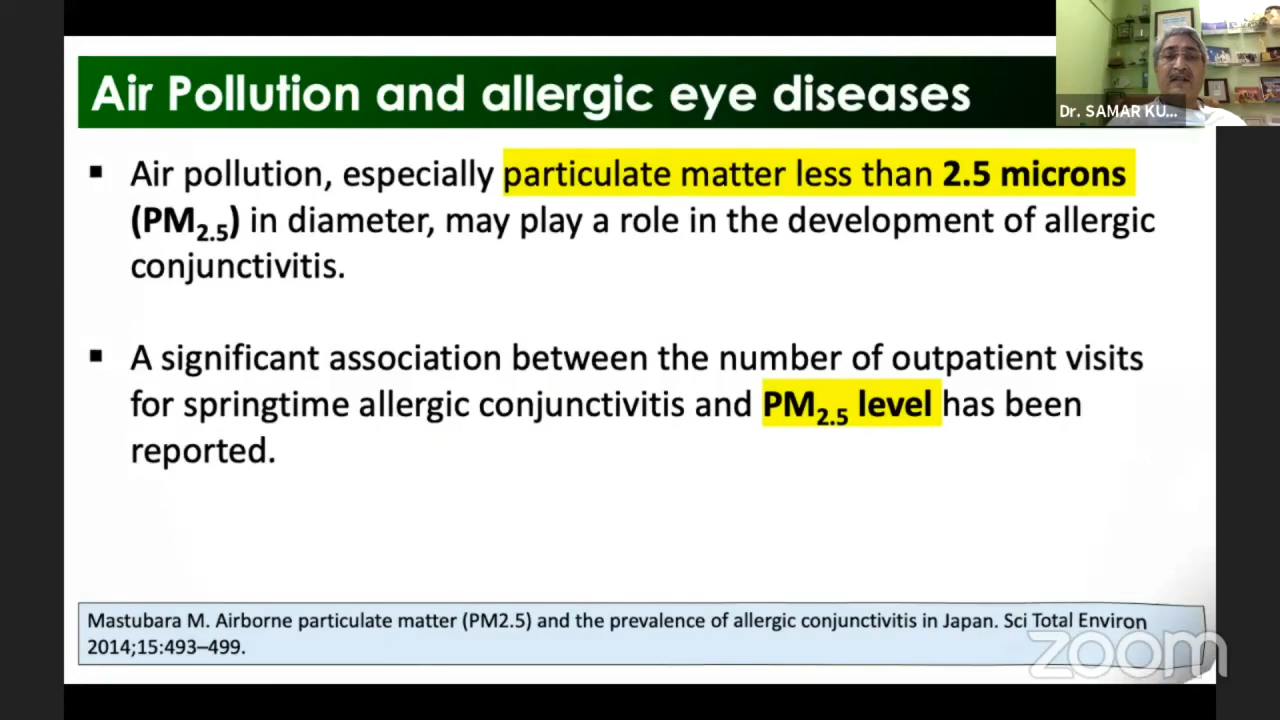 Air Pollution and allergic eye diseases
Dr. SAMAR KU...
▪ Air pollution, especially particulate matter less than 2.5 microns
(PM2.5) in diameter, may play a role in the development of allergic
conjunctivitis.
▪ A significant association between the number of outpatient visits
for springtime allergic conjunctivitis and PM2.5 level has been
reported.
Mastubara M. Airborne particulate matter (PM2.5) and the prevalence of allergic conjunctivitis in Japan. Sci Total Environ
2014;15:493–499.
zoom